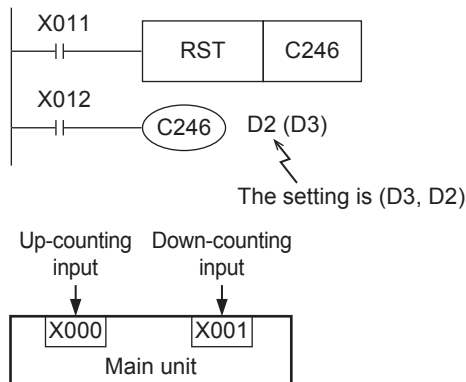 X011
RST C246
X012
C246 D2 (D3)
The setting is (D3, D2)
Up-counting input
Down-counting input
X000 X001
Main unit